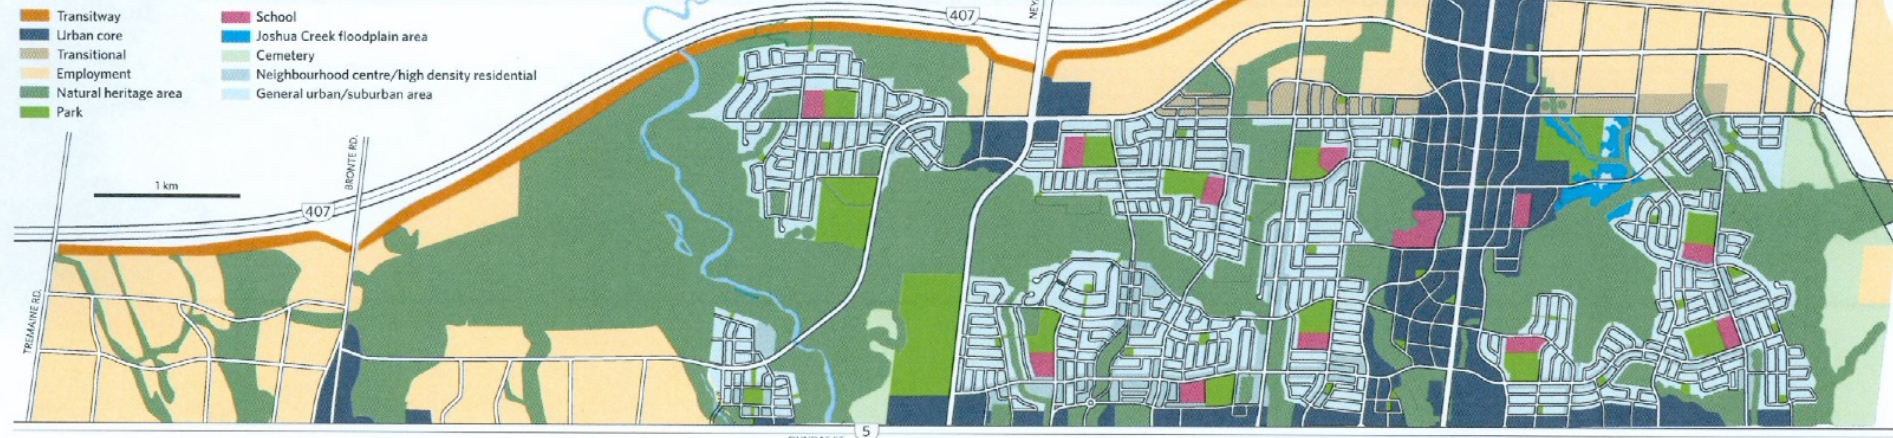 Transitway
Urban core
Transitional
Employment
Natural heritage area
Park
School
Joshua Creek floodplain area
Cemetery
Neighbourhood centre/high density residential
General urban/suburban area
1 km
TREMAINE RD.
BRONTE RD.
407
407
5